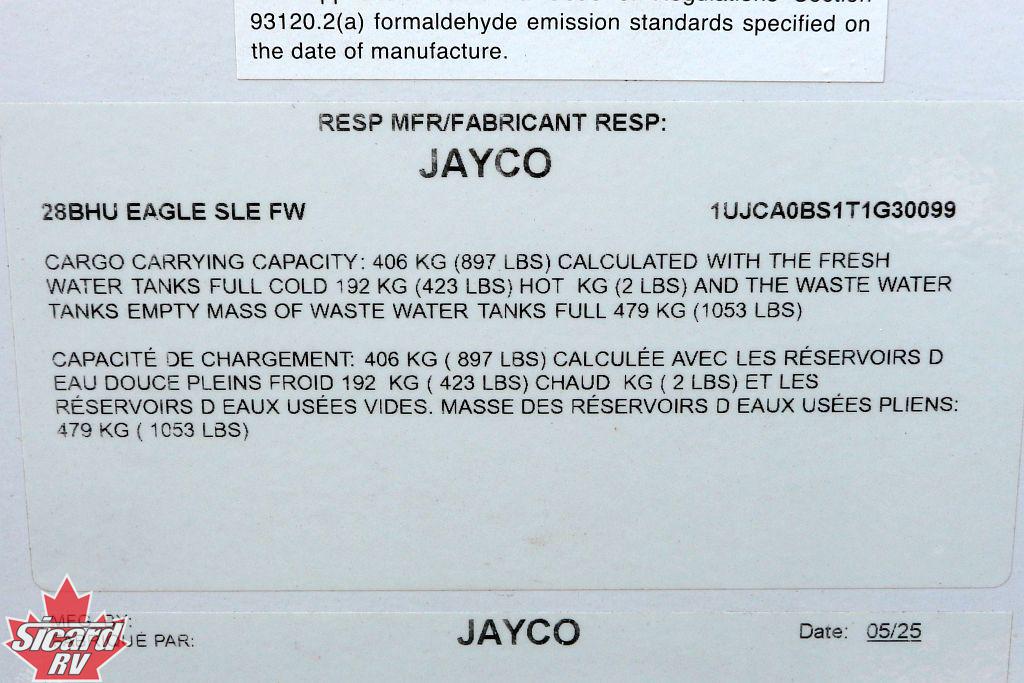 Regulations Section
93120.2(a) formaldehyde emission standards specified on
the date of manufacture.
RESP MFR/FABRICANT RESP:
JAYCO
28BHU EAGLE SLE FW 1UJCA0BS1T1G30099
CARGO CARRYING CAPACITY: 406 KG (897 LBS) CALCULATED WITH THE FRESH
WATER TANKS FULL COLD 192 KG (423 LBS) HOT KG (2 LBS) AND THE WASTE WATER
TANKS EMPTY MASS OF WASTE WATER TANKS FULL 479 KG (1053 LBS)
CAPACITÉ DE CHARGEMENT: 406 KG ( 897 LBS) CALCULÉE AVEC LES RÉSERVOIRS D
EAU DOUCE PLEINS FROID 192 KG ( 423 LBS) CHAUD KG ( 2 LBS) ET LES
RÉSERVOIRS D EAUX USÉES VIDES. MASSE DES RÉSERVOIRS D EAUX USÉES PLIENS:
479 KG ( 1053 LBS)
BY:
UÉ PAR: JAYCO Date: 05/25
Sicard
RV